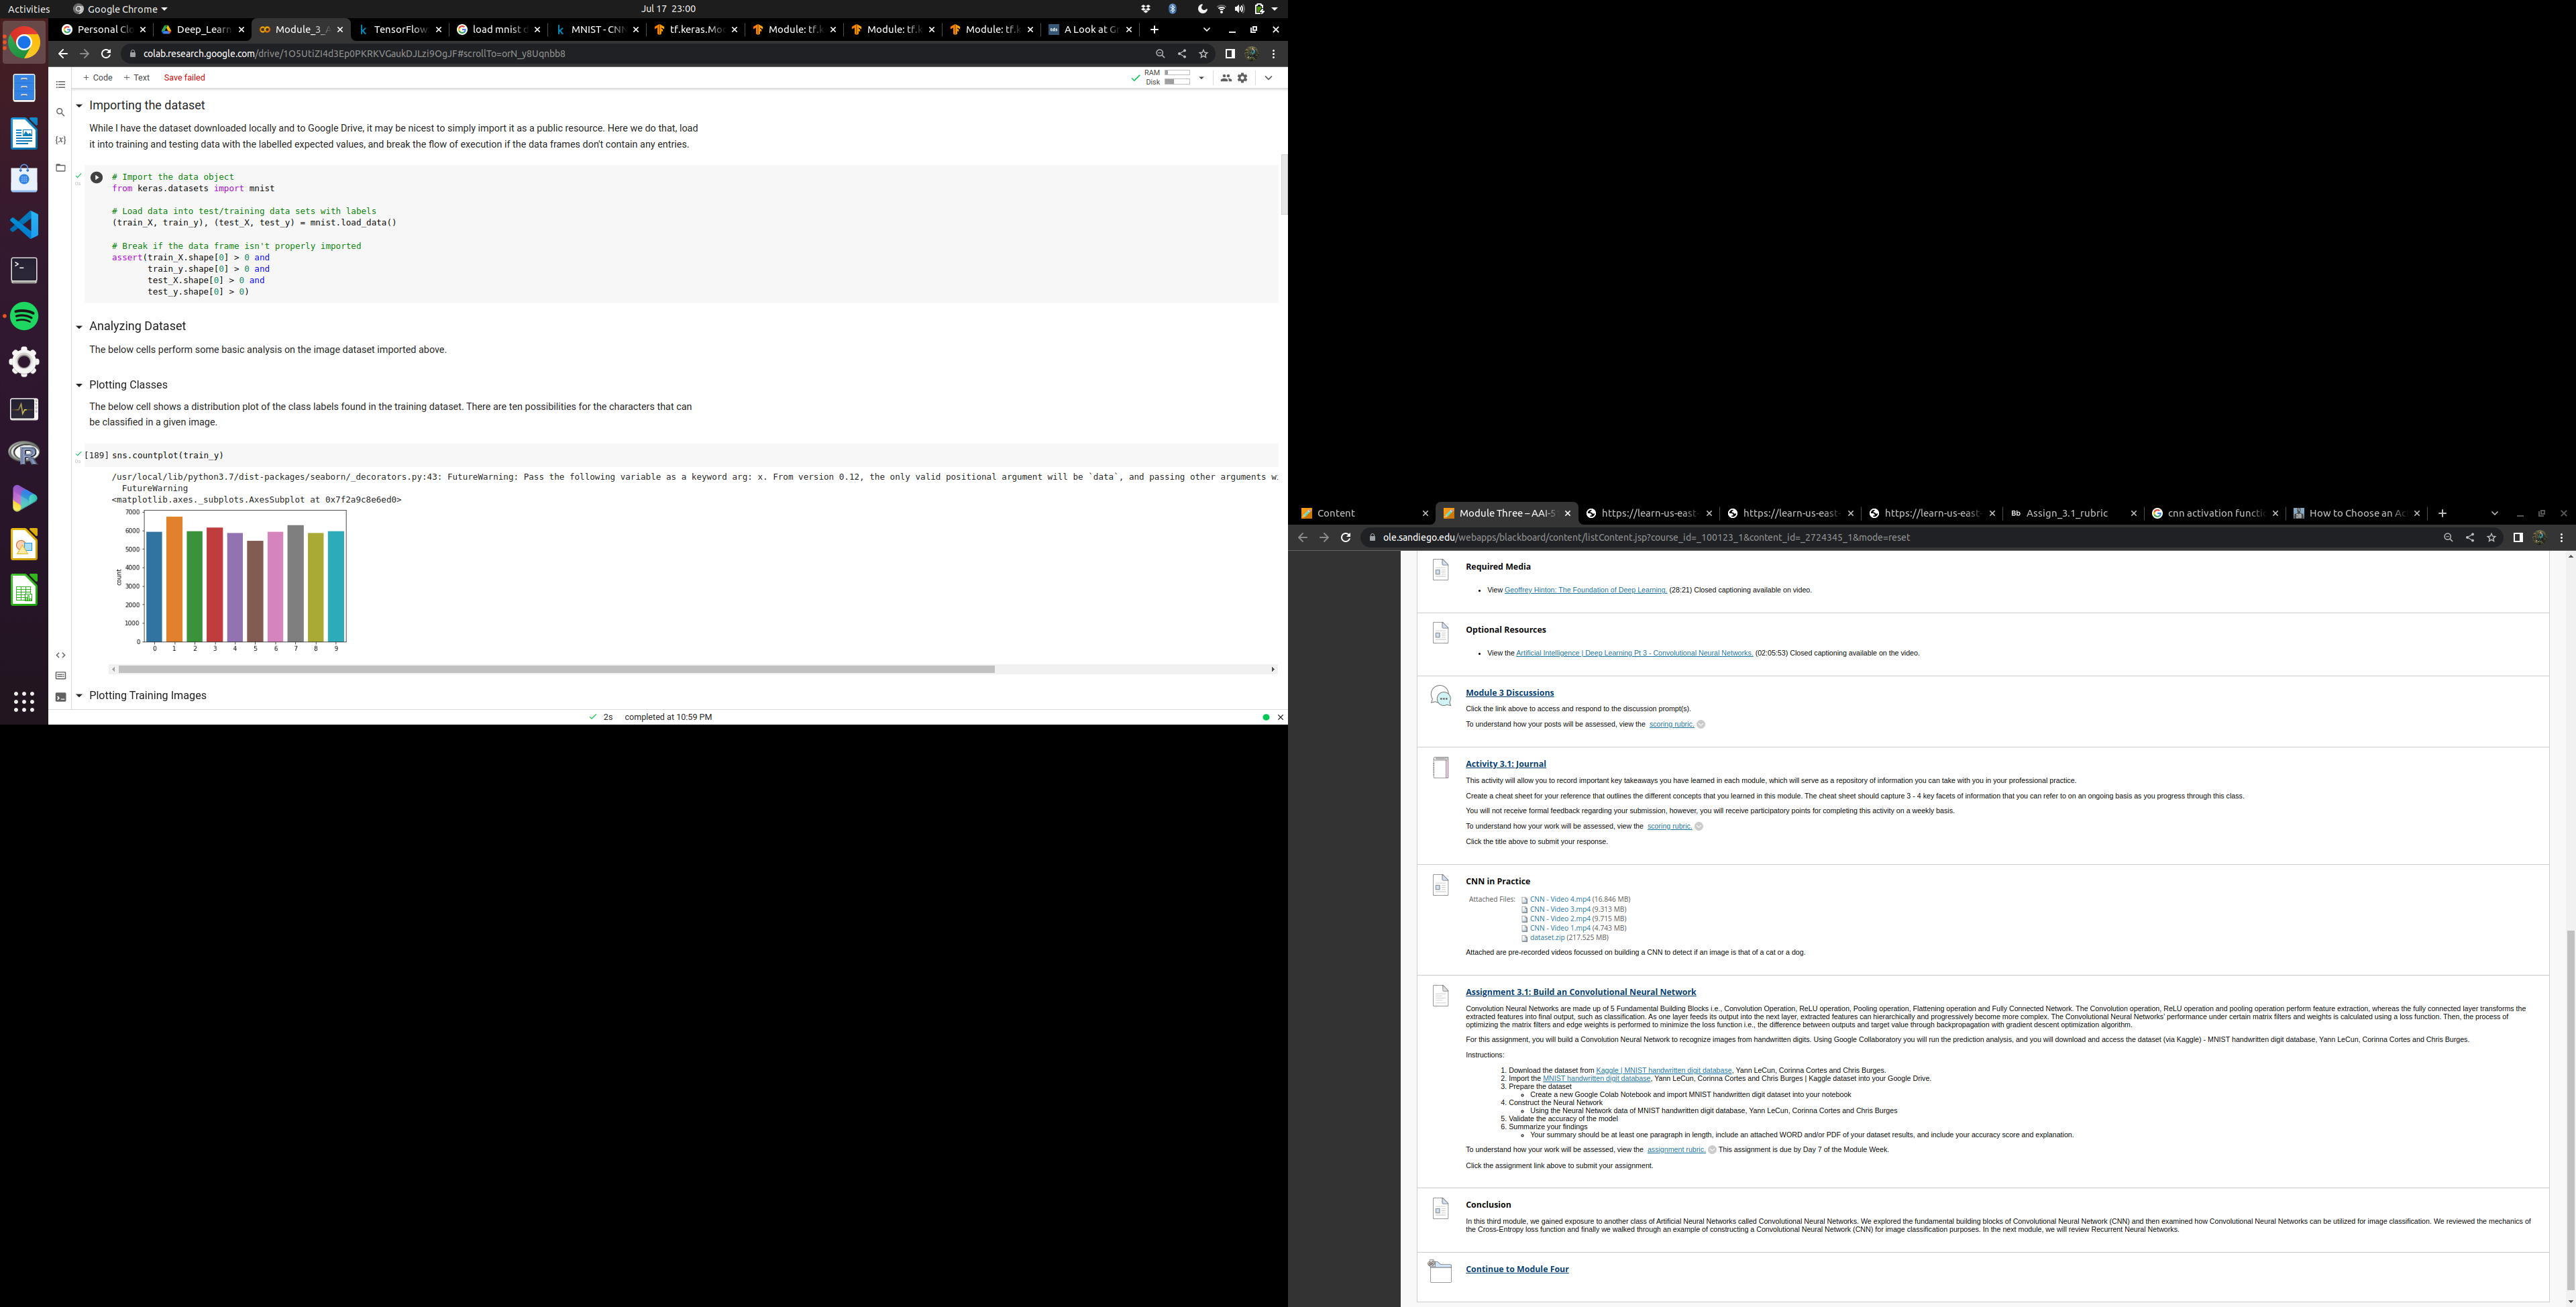 Activities
Google Chrome
Jul 17 23:00
Personal Clo
Deep_Learn
Module_3_A
TensorFlow
load mnist d
MNIST - CNN
tf.keras.Mod
Module: tf.k
Module: tf.k
Module: tf.k
A Look at Gr
colab.research.google.com/drive/1O5UtiZI4d3Ep0PKRKVGaukDJLzi9OgJF#scrollTo=orN_y8Uqnbb8
+ Code + Text Save failed
RAM
Disk
Importing the dataset
While I have the dataset downloaded locally and to Google Drive, it may be nicest to simply import it as a public resource. Here we do that, load
it into training and testing data with the labelled expected values, and break the flow of execution if the data frames don't contain any entries.
# Import the data object
from keras.datasets import mnist
# Load data into test/training data sets with labels
(train_X, train_y), (test_X, test_y) = mnist.load_data()
# Break if the data frame isn't properly imported
assert(train_X.shape[0] > 0 and
train_y.shape[0] > 0 and
test_X.shape[0] > 0 and
test_y.shape[0] > 0)
Analyzing Dataset
The below cells perform some basic analysis on the image dataset imported above.
Plotting Classes
The below cell shows a distribution plot of the class labels found in the training dataset. There are ten possibilities for the characters that can
be classified in a given image.
[189] sns.countplot(train_y)
/usr/local/lib/python3.7/dist-packages/seaborn/_decorators.py:43: FutureWarning: Pass the following variable as a keyword arg: x. From version 0.12, the only valid positional argument will be `data`, and passing other arguments wi
FutureWarning
<matplotlib.axes._subplots.AxesSubplot at 0x7f2a9c8e6ed0>
7000
6000
5000
4000
3000
2000
1000
0
count
0 1 2 3 4 5 6 7 8 9
Plotting Training Images
2s completed at 10:59 PM
Content
Module Three – AAI-5
https://learn-us-east-
https://learn-us-east-
https://learn-us-east-
Bb Assign_3.1_rubric
cnn activation functio
How to Choose an Ac
ole.sandiego.edu/webapps/blackboard/content/listContent.jsp?course_id=_100123_1&content_id=_2724345_1&mode=reset
Required Media
View Geoffrey Hinton: The Foundation of Deep Learning. (28:21) Closed captioning available on video.
Optional Resources
View the Artificial Intelligence | Deep Learning Pt 3 - Convolutional Neural Networks. (02:05:53) Closed captioning available on the video.
Module 3 Discussions
Click the link above to access and respond to the discussion prompt(s).
To understand how your posts will be assessed, view the scoring rubric.
Activity 3.1: Journal
This activity will allow you to record important key takeaways you have learned in each module, which will serve as a repository of information you can take with you in your professional practice.
Create a cheat sheet for your reference that outlines the different concepts that you learned in this module. The cheat sheet should capture 3 - 4 key facets of information that you can refer to on an ongoing basis as you progress through this class.
You will not receive formal feedback regarding your submission, however, you will receive participatory points for completing this activity on a weekly basis.
To understand how your work will be assessed, view the scoring rubric.
Click the title above to submit your response.
CNN in Practice
Attached Files: CNN - Video 4.mp4 (16.846 MB)
CNN - Video 3.mp4 (9.313 MB)
CNN - Video 2.mp4 (9.715 MB)
CNN - Video 1.mp4 (4.743 MB)
dataset.zip (217.525 MB)
Attached are pre-recorded videos focussed on building a CNN to detect if an image is that of a cat or a dog.
Assignment 3.1: Build an Convolutional Neural Network
Convolution Neural Networks are made up of 5 Fundamental Building Blocks i.e., Convolution Operation, ReLU operation, Pooling operation, Flattening operation and Fully Connected Network. The Convolution operation, ReLU operation and pooling operation perform feature extraction, whereas the fully connected layer transforms the
extracted features into final output, such as classification. As one layer feeds its output into the next layer, extracted features can hierarchically and progressively become more complex. The Convolutional Neural Networks' performance under certain matrix filters and weights is calculated using a loss function. Then, the process of
optimizing the matrix filters and edge weights is performed to minimize the loss function i.e., the difference between outputs and target value through backpropagation with gradient descent optimization algorithm.
For this assignment, you will build a Convolution Neural Network to recognize images from handwritten digits. Using Google Collaboratory you will run the prediction analysis, and you will download and access the dataset (via Kaggle) - MNIST handwritten digit database, Yann LeCun, Corinna Cortes and Chris Burges.
Instructions:
1. Download the dataset from Kaggle | MNIST handwritten digit database, Yann LeCun, Corinna Cortes and Chris Burges.
2. Import the MNIST handwritten digit database, Yann LeCun, Corinna Cortes and Chris Burges | Kaggle dataset into your Google Drive.
3. Prepare the dataset
Create a new Google Colab Notebook and import MNIST handwritten digit dataset into your notebook
4. Construct the Neural Network
Using the Neural Network data of MNIST handwritten digit database, Yann LeCun, Corinna Cortes and Chris Burges
5. Validate the accuracy of the model
6. Summarize your findings
Your summary should be at least one paragraph in length, include an attached WORD and/or PDF of your dataset results, and include your accuracy score and explanation.
To understand how your work will be assessed, view the assignment rubric. This assignment is due by Day 7 of the Module Week.
Click the assignment link above to submit your assignment.
Conclusion
In this third module, we gained exposure to another class of Artificial Neural Networks called Convolutional Neural Networks. We explored the fundamental building blocks of Convolutional Neural Network (CNN) and then examined how Convolutional Neural Networks can be utilized for image classification. We reviewed the mechanics of
the Cross-Entropy loss function and finally we walked through an example of constructing a Convolutional Neural Network (CNN) for image classification purposes. In the next module, we will review Recurrent Neural Networks.
Continue to Module Four